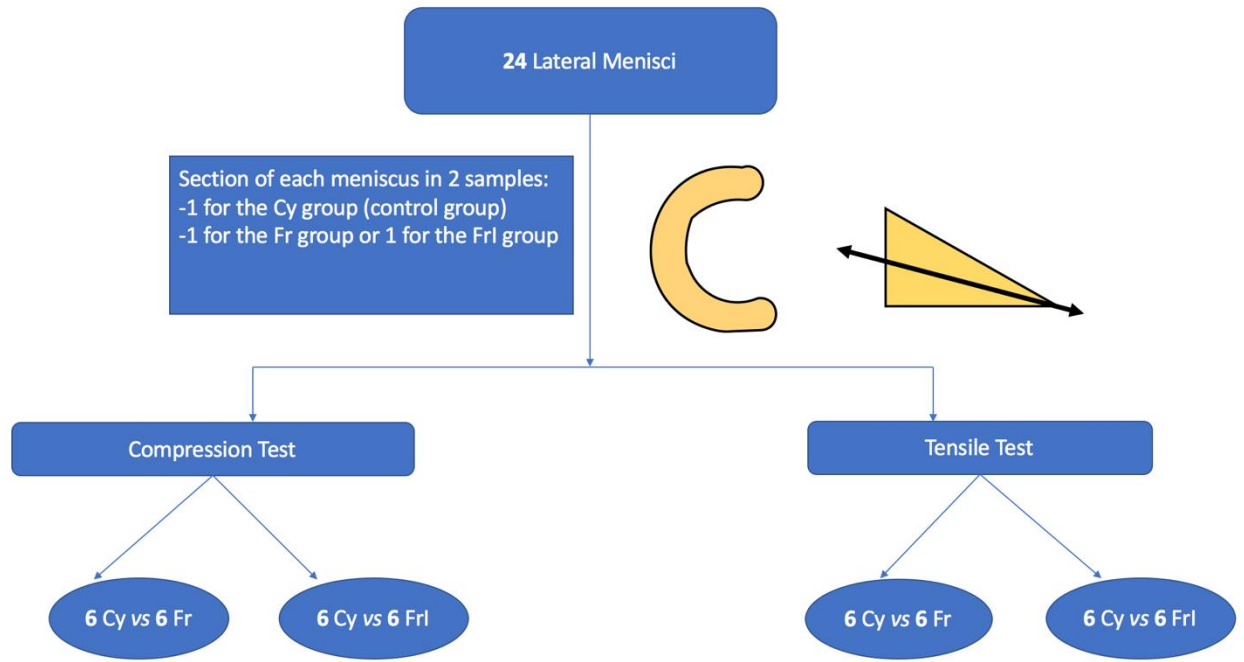 24 Lateral Menisci
Section of each meniscus in 2 samples:
-1 for the Cy group (control group)
-1 for the Fr group or 1 for the FrI group
Compression Test
Tensile Test
6 Cy vs 6 Fr
6 Cy vs 6 FrI
6 Cy vs 6 Fr
6 Cy vs 6 FrI